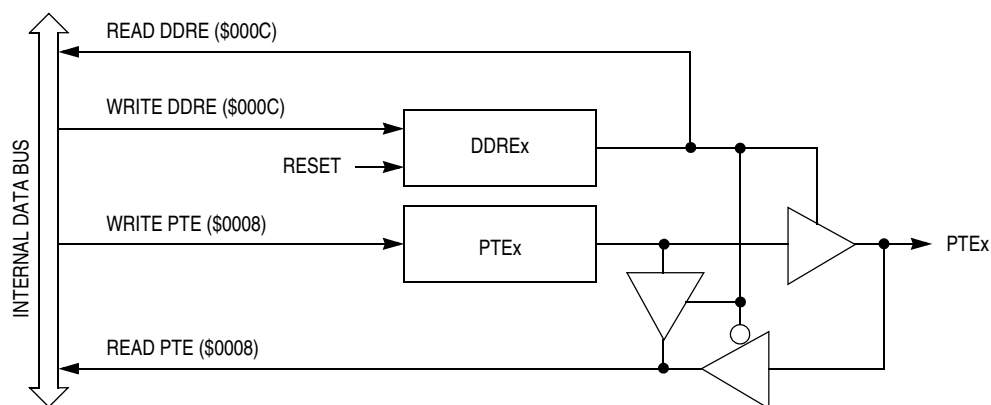 READ DDRE ($000C)
WRITE DDRE ($000C)
DDREx
RESET
INTERNAL DATA BUS
WRITE PTE ($0008)
PTEx
PTEx
READ PTE ($0008)